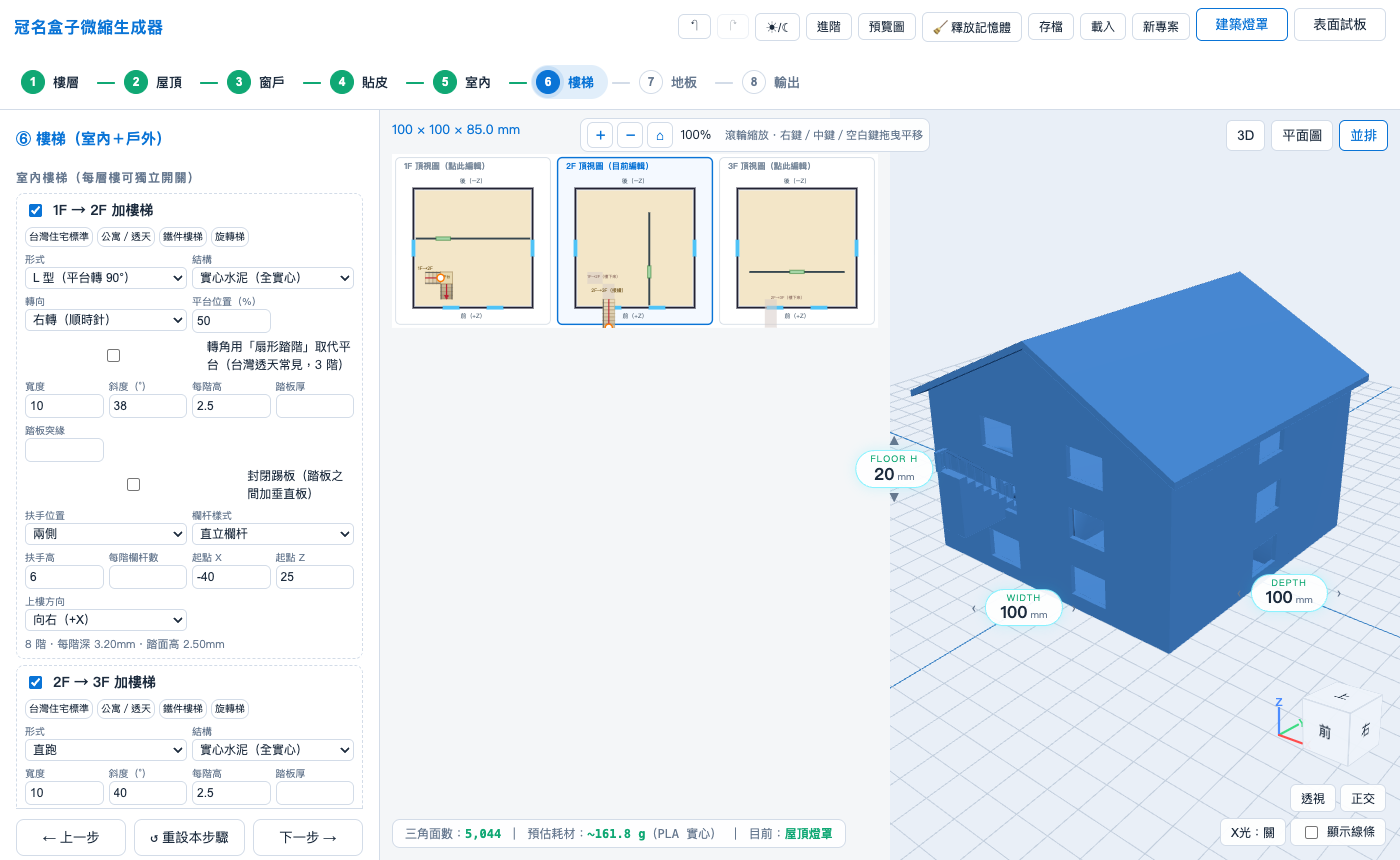 冠名盒子微縮生成器
☀/☾
進階
預覽圖
🧹 釋放記憶體
存檔
載入
新專案
建築燈罩
表面試板
1 樓層
2 屋頂
3 窗戶
4 貼皮
5 室內
6 樓梯
7 地板
8 輸出
⑥ 樓梯（室內＋戶外）
室內樓梯（每層樓可獨立開關）
1F → 2F 加樓梯
台灣住宅標準 公寓 / 透天 鐵件樓梯 旋轉梯
形式 結構
L 型（平台轉 90°） 實心水泥（全實心）
轉向 平台位置（%）
右轉（順時針） 50
轉角用「扇形踏階」取代平
台（台灣透天常見，3 階）
寬度 斜度（°） 每階高 踏板厚
10 38 2.5
踏板突緣
封閉踢板（踏板之
間加垂直板）
扶手位置 欄杆樣式
兩側 直立欄杆
扶手高 每階欄杆數 起點 X 起點 Z
6 -40 25
上樓方向
向右（+X）
8 階 · 每階深 3.20mm · 踏面高 2.50mm
2F → 3F 加樓梯
台灣住宅標準 公寓 / 透天 鐵件樓梯 旋轉梯
形式 結構
直跑 實心水泥（全實心）
寬度 斜度（°） 每階高 踏板厚
10 40 2.5
← 上一步
↺ 重設本步驟
下一步 →
100 × 100 × 85.0 mm
+ − ⌂ 100% 滾輪縮放 · 右鍵 / 中鍵 / 空白鍵拖曳平移
1F 頂視圖（點此編輯）
後（−Z）
1F→2F
前（+Z）
2F 頂視圖（目前編輯）
後（−Z）
前（+Z）
3F 頂視圖（點此編輯）
後（−Z）
前（+Z）
3D
平面圖
並排
FLOOR H
20 mm
WIDTH
100 mm
DEPTH
100 mm
Z
上
前
右
透視
正交
X光：關
顯示線條
三角面數：5,044 | 預估耗材：~161.8 g (PLA 實心) | 目前：屋頂燈罩